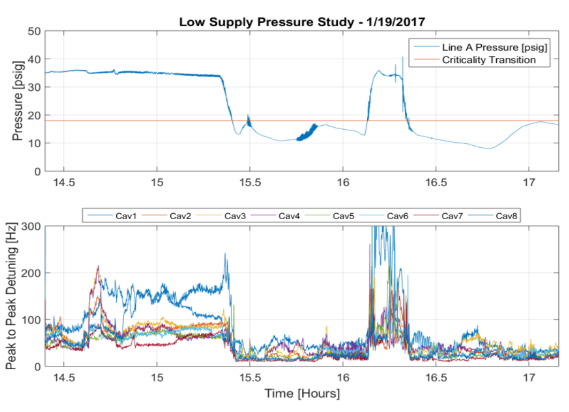 Low Supply Pressure Study - 1/19/2017
50
40
30
20
10
0
Pressure [psig]
Line A Pressure [psig]
Criticality Transition
14.5 15 15.5 16 16.5 17
Cav1 Cav2 Cav3 Cav4 Cav5 Cav6 Cav7 Cav8
300
200
100
0
Peak to Peak Detuning [Hz]
14.5 15 15.5 16 16.5 17
Time [Hours]